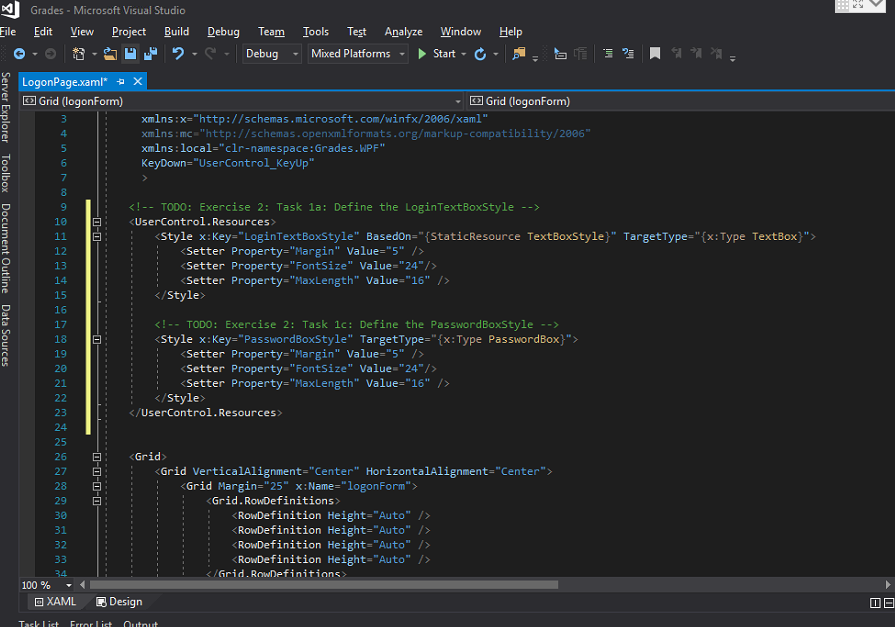 Grades - Microsoft Visual Studio
File Edit View Project Build Debug Team Tools Test Analyze Window Help
Debug Mixed Platforms Start
LogonPage.xaml*
Grid (logonForm) Grid (logonForm)
Server Explorer
Toolbox
Document Outline
Data Sources
3 xmlns:x="http://schemas.microsoft.com/winfx/2006/xaml"
4 xmlns:mc="http://schemas.openxmlformats.org/markup-compatibility/2006"
5 xmlns:local="clr-namespace:Grades.WPF"
6 KeyDown="UserControl_KeyUp"
7 >
8
9 <!-- TODO: Exercise 2: Task 1a: Define the LoginTextBoxStyle -->
10 <UserControl.Resources>
11 <Style x:Key="LoginTextBoxStyle" BasedOn="{StaticResource TextBoxStyle}" TargetType="{x:Type TextBox}">
12 <Setter Property="Margin" Value="5" />
13 <Setter Property="FontSize" Value="24"/>
14 <Setter Property="MaxLength" Value="16" />
15 </Style>
16
17 <!-- TODO: Exercise 2: Task 1c: Define the PasswordBoxStyle -->
18 <Style x:Key="PasswordBoxStyle" TargetType="{x:Type PasswordBox}">
19 <Setter Property="Margin" Value="5" />
20 <Setter Property="FontSize" Value="24"/>
21 <Setter Property="MaxLength" Value="16" />
22 </Style>
23 </UserControl.Resources>
24
25
26 <Grid>
27 <Grid VerticalAlignment="Center" HorizontalAlignment="Center">
28 <Grid Margin="25" x:Name="logonForm">
29 <Grid.RowDefinitions>
30 <RowDefinition Height="Auto" />
31 <RowDefinition Height="Auto" />
32 <RowDefinition Height="Auto" />
33 <RowDefinition Height="Auto" />
34 </Grid.RowDefinitions>
100 %
XAML Design
Task List Error List Output